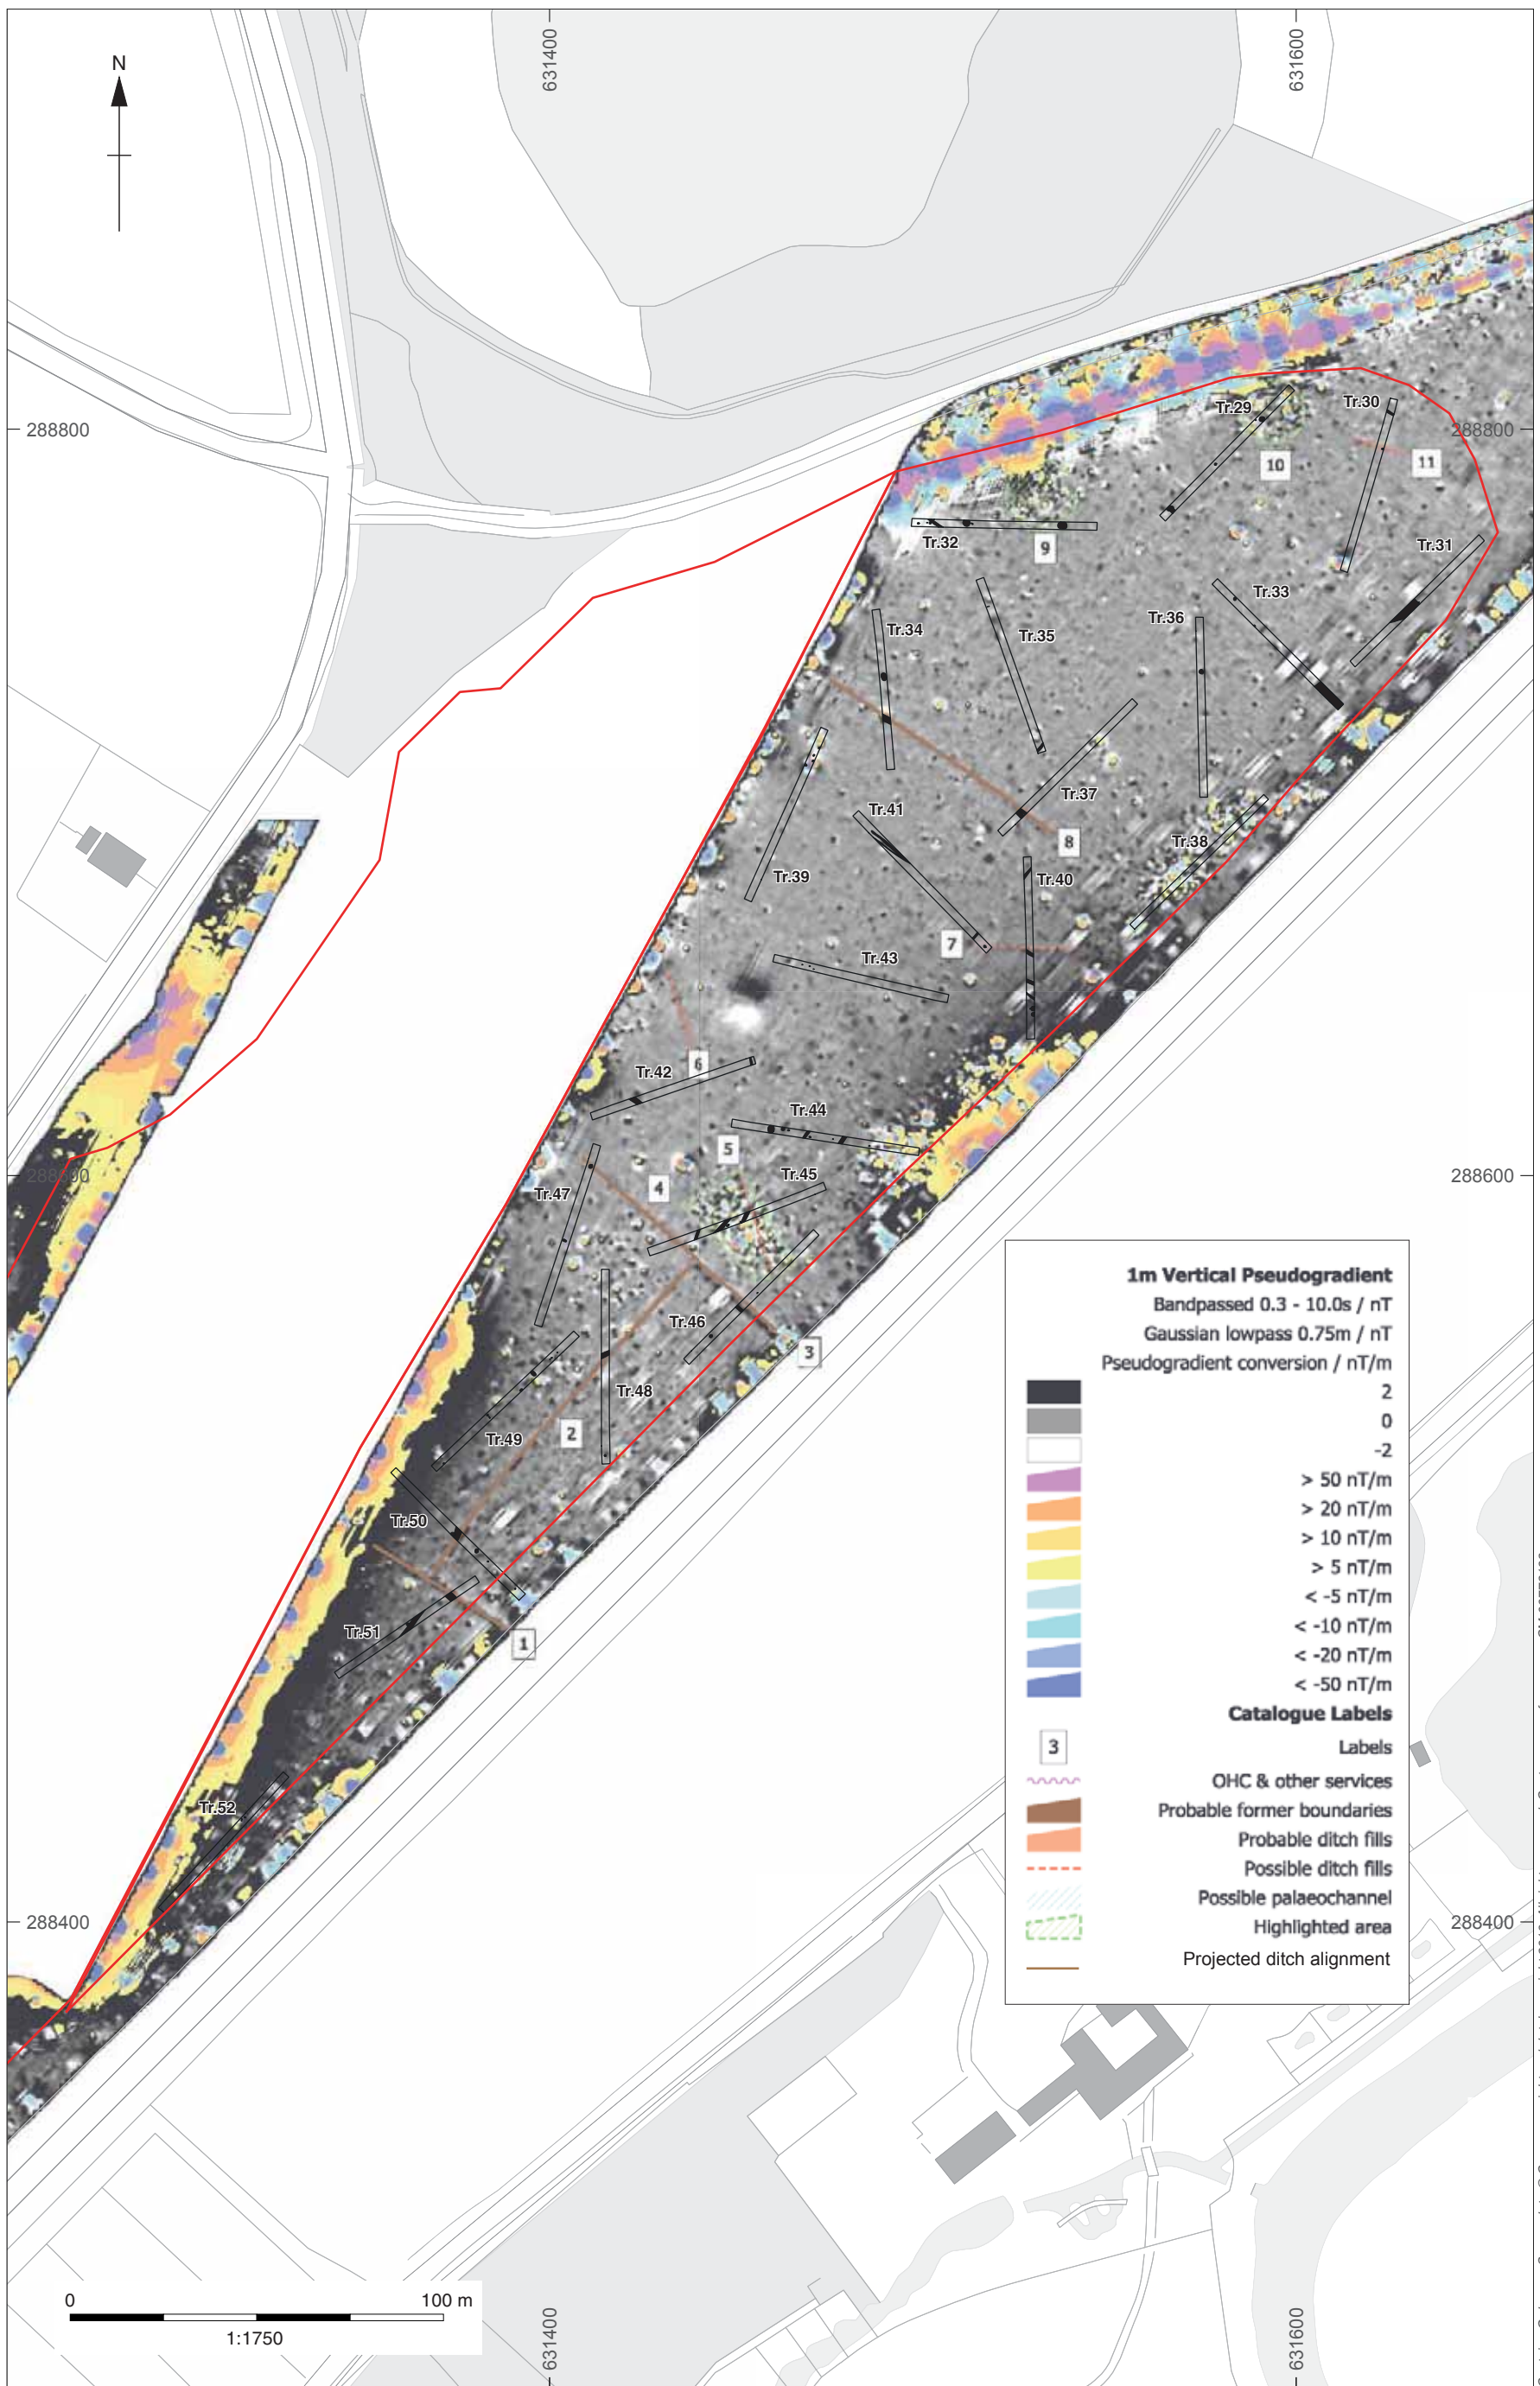 N
631400
631600
288800
288800
Tr.29
Tr.30
10
11
Tr.32
9
Tr.31
Tr.33
Tr.36
Tr.34
Tr.35
Tr.37
Tr.41
8
Tr.38
Tr.39
Tr.40
7
Tr.43
6
Tr.42
Tr.44
5
288600
288600
Tr.45
4
Tr.47
Tr.46
3
Tr.48
2
Tr.49
Tr.50
Tr.51
1
Tr.52
1m Vertical Pseudogradient
Bandpassed 0.3 - 10.0s / nT
Gaussian lowpass 0.75m / nT
Pseudogradient conversion / nT/m
2
0
-2
> 50 nT/m
> 20 nT/m
> 10 nT/m
> 5 nT/m
< -5 nT/m
< -10 nT/m
< -20 nT/m
< -50 nT/m
Catalogue Labels
3 Labels
OHC & other services
Probable former boundaries
Probable ditch fills
Possible ditch fills
Possible palaeochannel
Highlighted area
Projected ditch alignment
288400
288400
0 100 m
1:1750
631400
631600